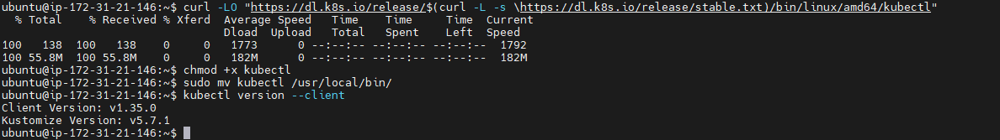 ubuntu@ip-172-31-21-146:~$ curl -LO "https://dl.k8s.io/release/$(curl -L -s \https://dl.k8s.io/release/stable.txt)/bin/linux/amd64/kubectl"
  % Total    % Received % Xferd  Average Speed   Time    Time     Time  Current
                                 Dload  Upload   Total   Spent    Left  Speed
100   138  100   138    0     0   1773      0 --:--:-- --:--:-- --:--:--  1792
100 55.8M  100 55.8M    0     0   182M      0 --:--:-- --:--:-- --:--:--  182M
ubuntu@ip-172-31-21-146:~$ chmod +x kubectl
ubuntu@ip-172-31-21-146:~$ sudo mv kubectl /usr/local/bin/
ubuntu@ip-172-31-21-146:~$ kubectl version --client
Client Version: v1.35.0
Kustomize Version: v5.7.1
ubuntu@ip-172-31-21-146:~$